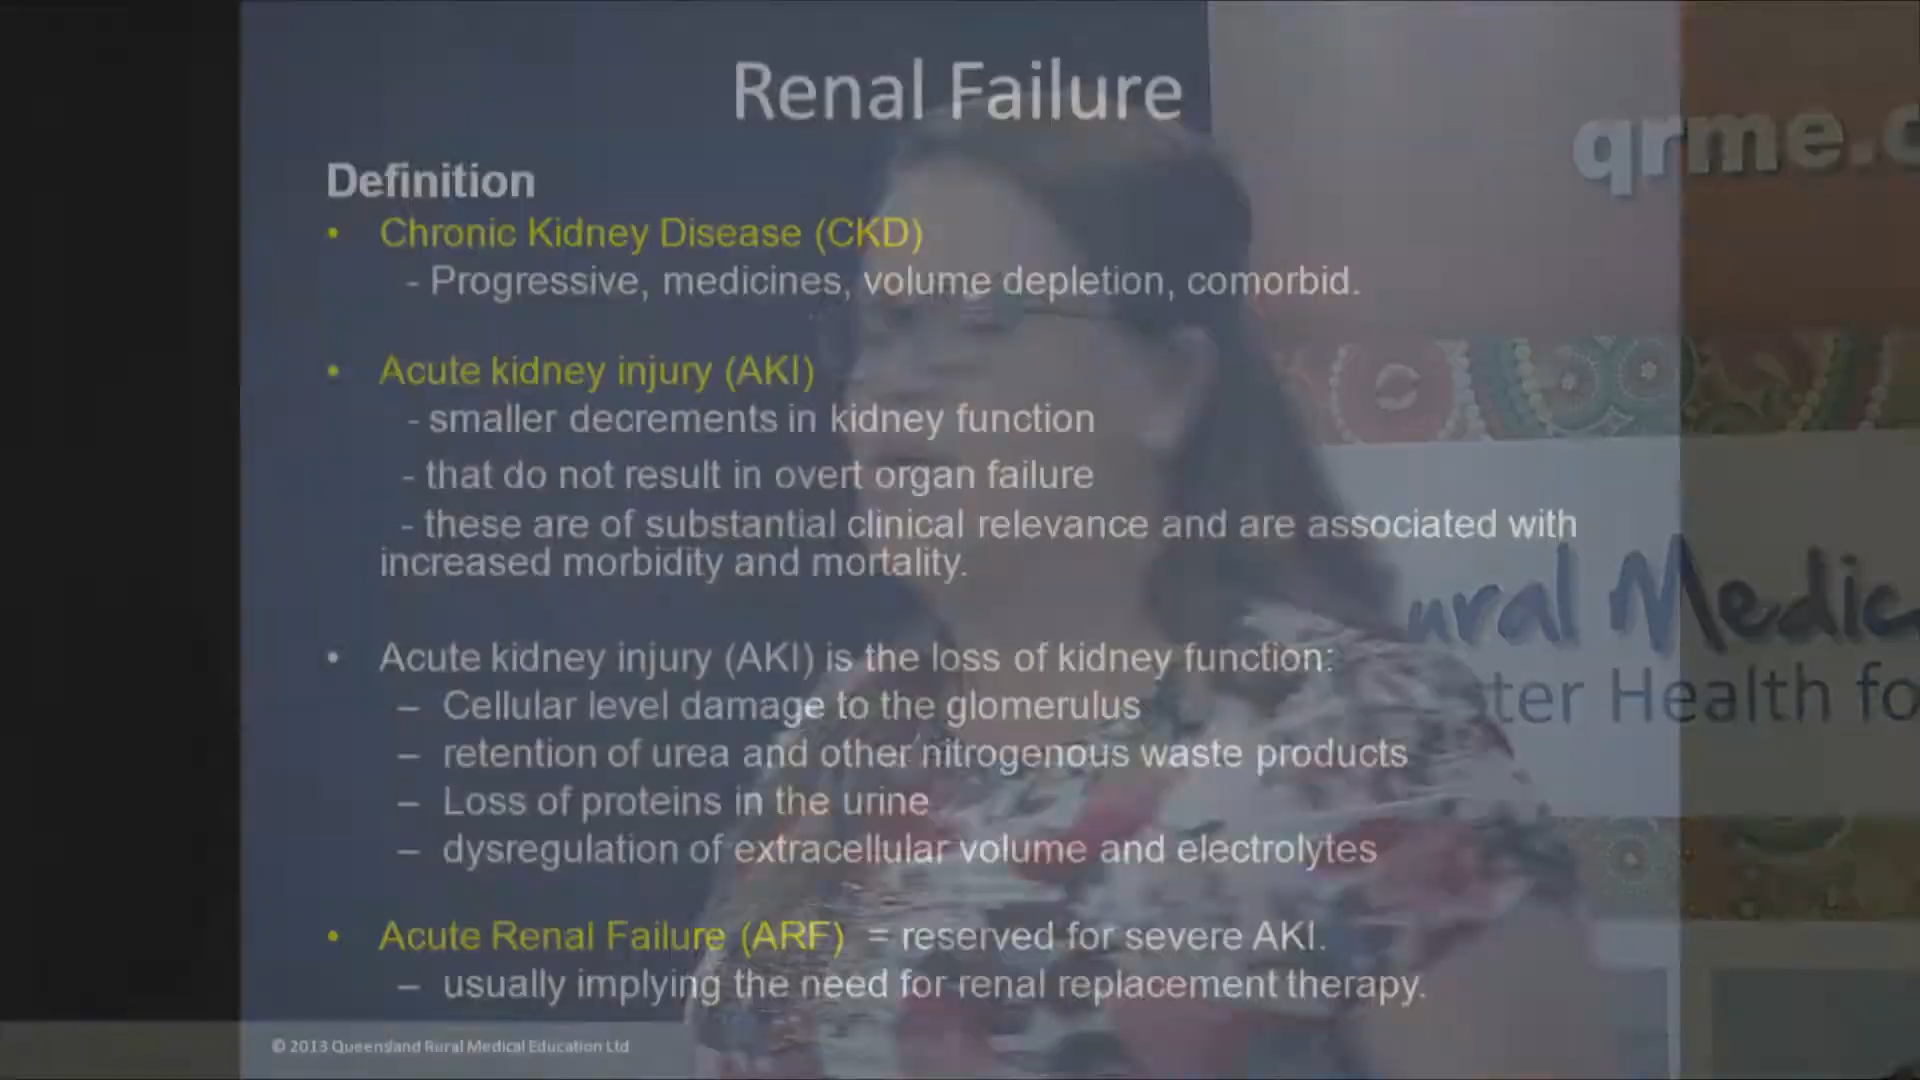 Renal Failure
qrme.c
Definition
• Chronic Kidney Disease (CKD)
- Progressive, medicines, volume depletion, comorbid.
• Acute kidney injury (AKI)
- smaller decrements in kidney function
- that do not result in overt organ failure
- these are of substantial clinical relevance and are associated with
increased morbidity and mortality.
ural Medic
ter Health fo
• Acute kidney injury (AKI) is the loss of kidney function:
– Cellular level damage to the glomerulus
– retention of urea and other nitrogenous waste products
– Loss of proteins in the urine
– dysregulation of extracellular volume and electrolytes
• Acute Renal Failure (ARF) = reserved for severe AKI.
– usually implying the need for renal replacement therapy.
© 2013 Queensland Rural Medical Education Ltd